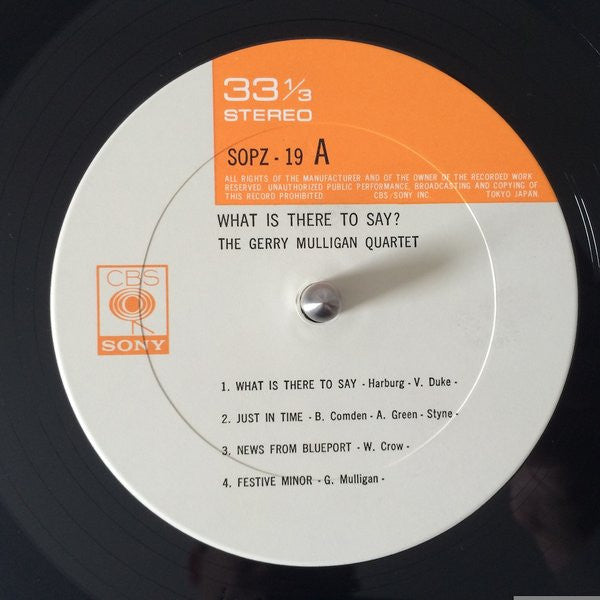 33 1/3
STEREO
SOPZ - 19 A
ALL RIGHTS OF THE MANUFACTURER AND OF THE OWNER OF THE RECORDED WORK
RESERVED. UNAUTHORIZED PUBLIC PERFORMANCE, BROADCASTING AND COPYING OF
THIS RECORD PROHIBITED. CBS/SONY INC. TOKYO JAPAN.
WHAT IS THERE TO SAY?
THE GERRY MULLIGAN QUARTET
CBS
SONY
1. WHAT IS THERE TO SAY - Harburg - V. Duke -
2. JUST IN TIME - B. Comden - A. Green - Styne -
3. NEWS FROM BLUEPORT - W. Crow -
4. FESTIVE MINOR - G. Mulligan -